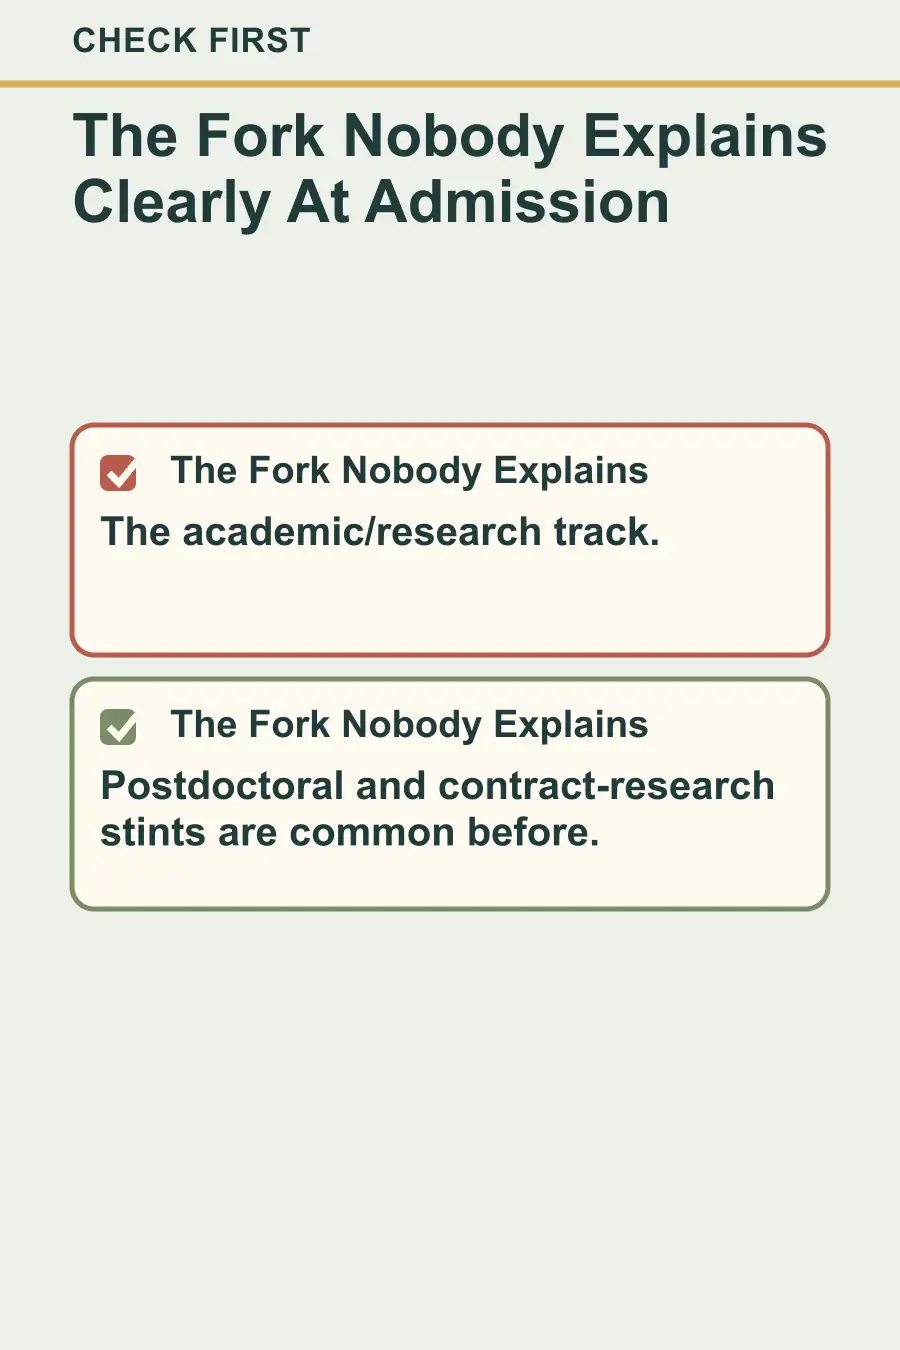 CHECK FIRST
The Fork Nobody Explains
Clearly At Admission
The Fork Nobody Explains
The academic/research track.
The Fork Nobody Explains
Postdoctoral and contract-research
stints are common before.